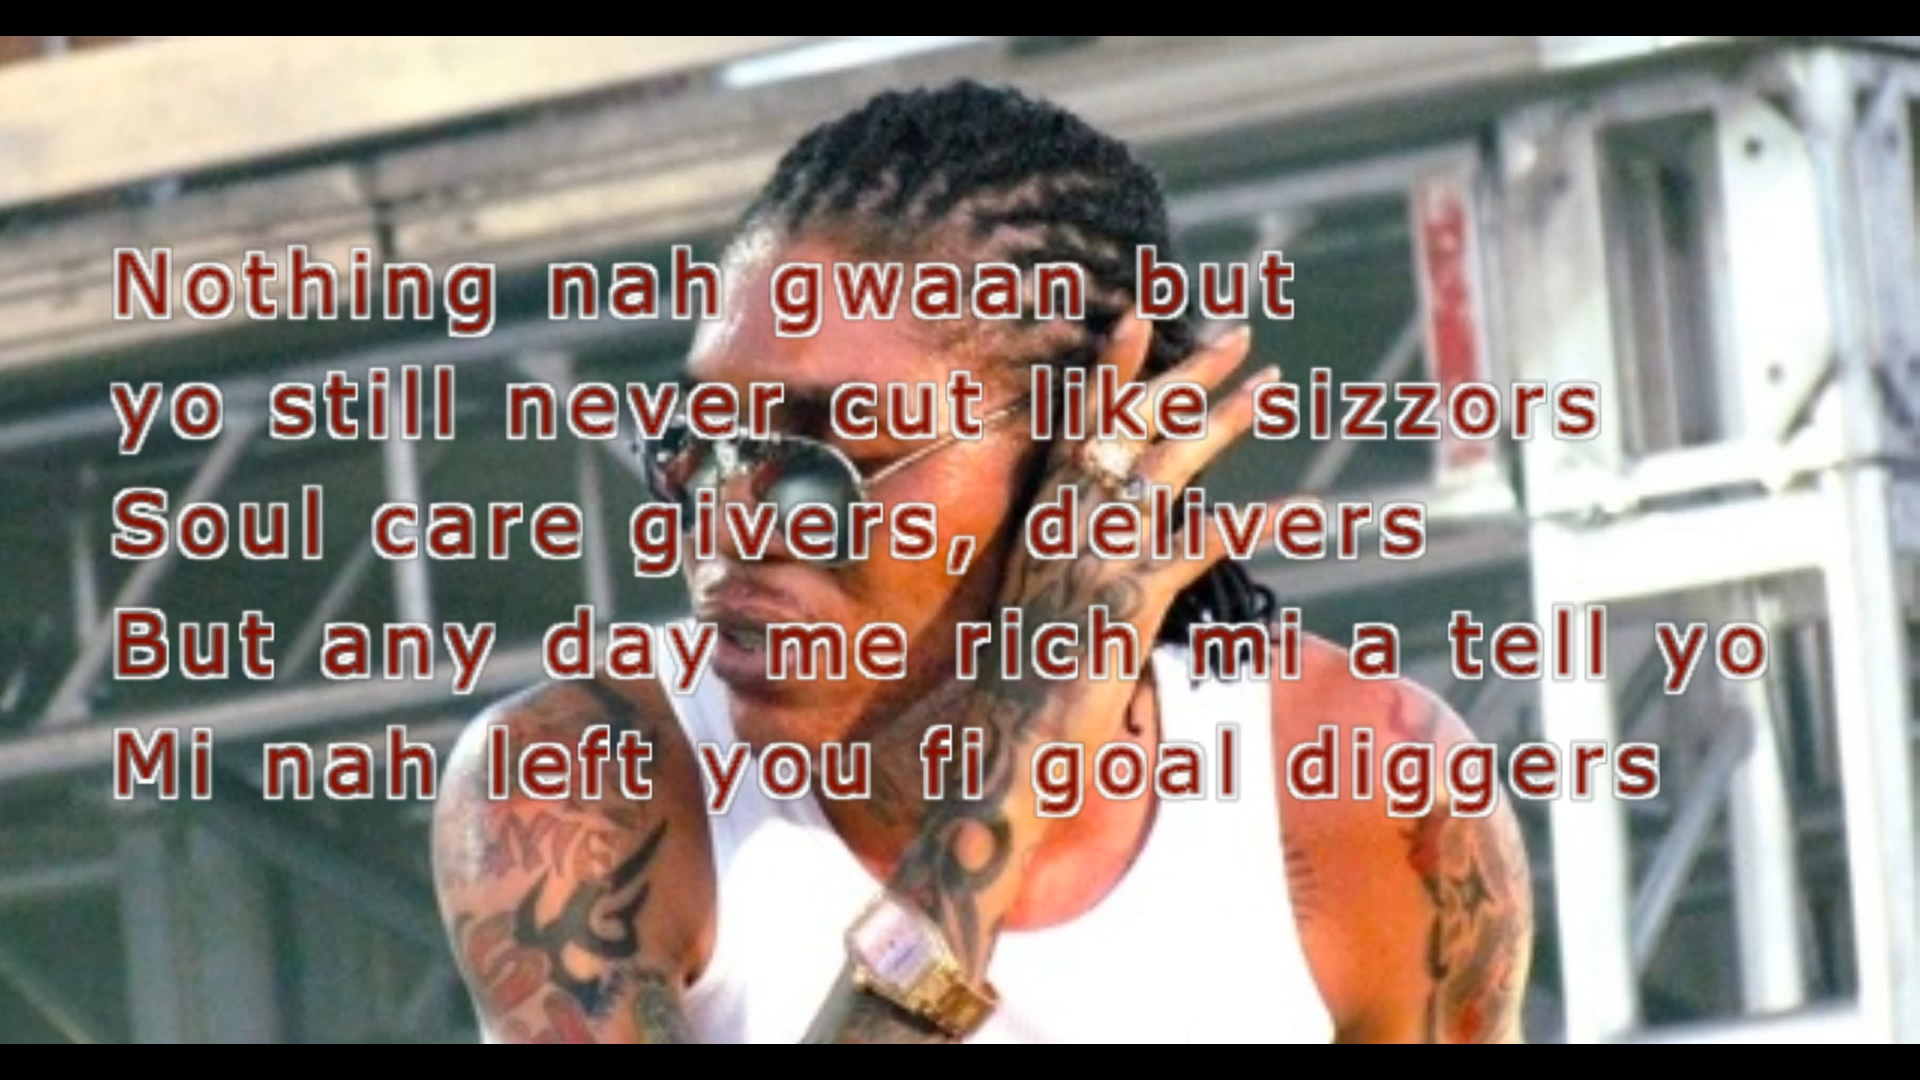 Nothing nah gwaan but
yo still never cut like sizzors
Soul care givers, delivers
But any day me rich mi a tell yo
Mi nah left you fi goal diggers